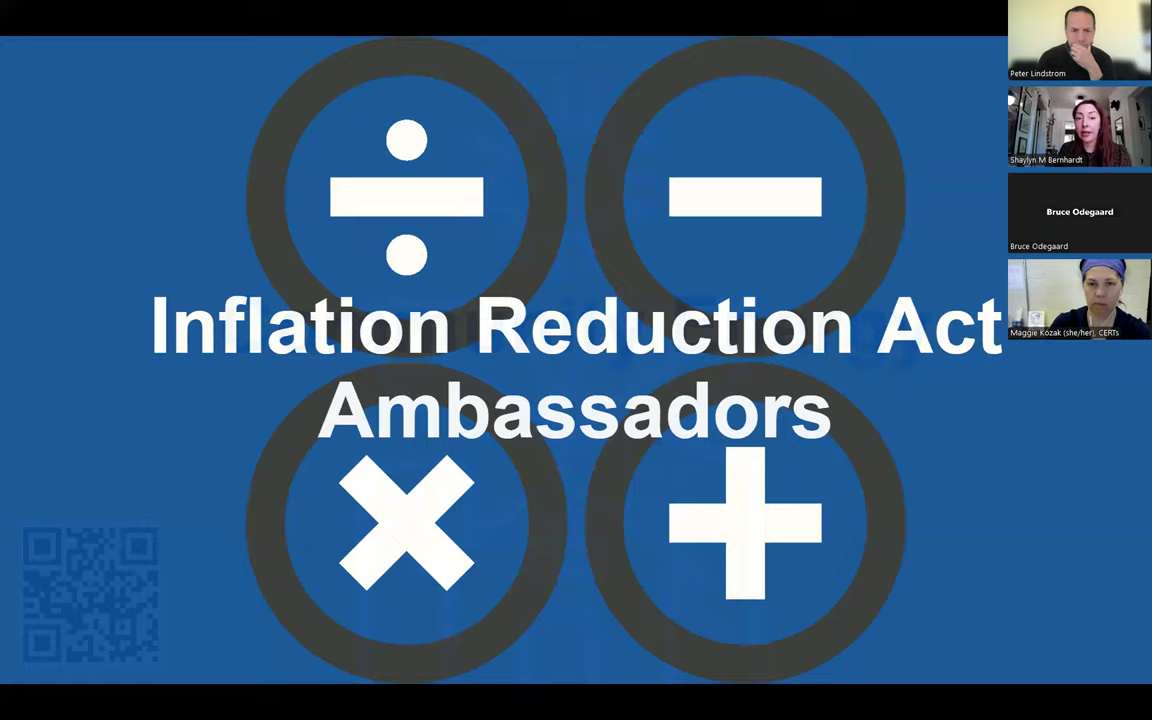 Inflation Reduction Act
Ambassadors
Peter Lindstrom
Shaylyn M Bernhardt
Bruce Odegaard
Bruce Odegaard
Maggie Kozak (she/her), CERTs